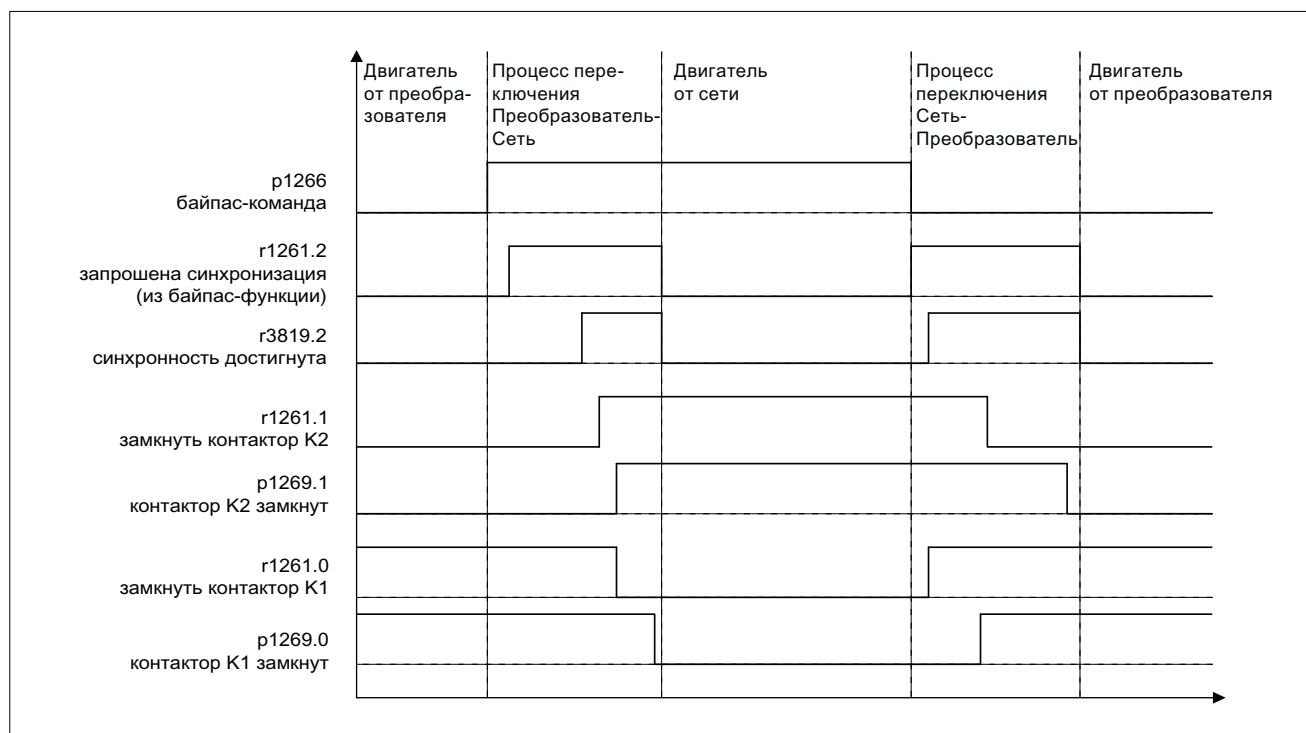 Двигатель
от преобра-
зователя
Процесс пере-
ключения
Преобразователь-
Сеть
Двигатель
от сети
Процесс
переключения
Сеть-
Преобразователь
Двигатель
от преобразователя
p1266
байпас-команда
r1261.2
запрошена синхронизация
(из байпас-функции)
r3819.2
синхронность достигнута
r1261.1
замкнуть контактор K2
p1269.1
контактор K2 замкнут
r1261.0
замкнуть контактор K1
p1269.0
контактор K1 замкнут